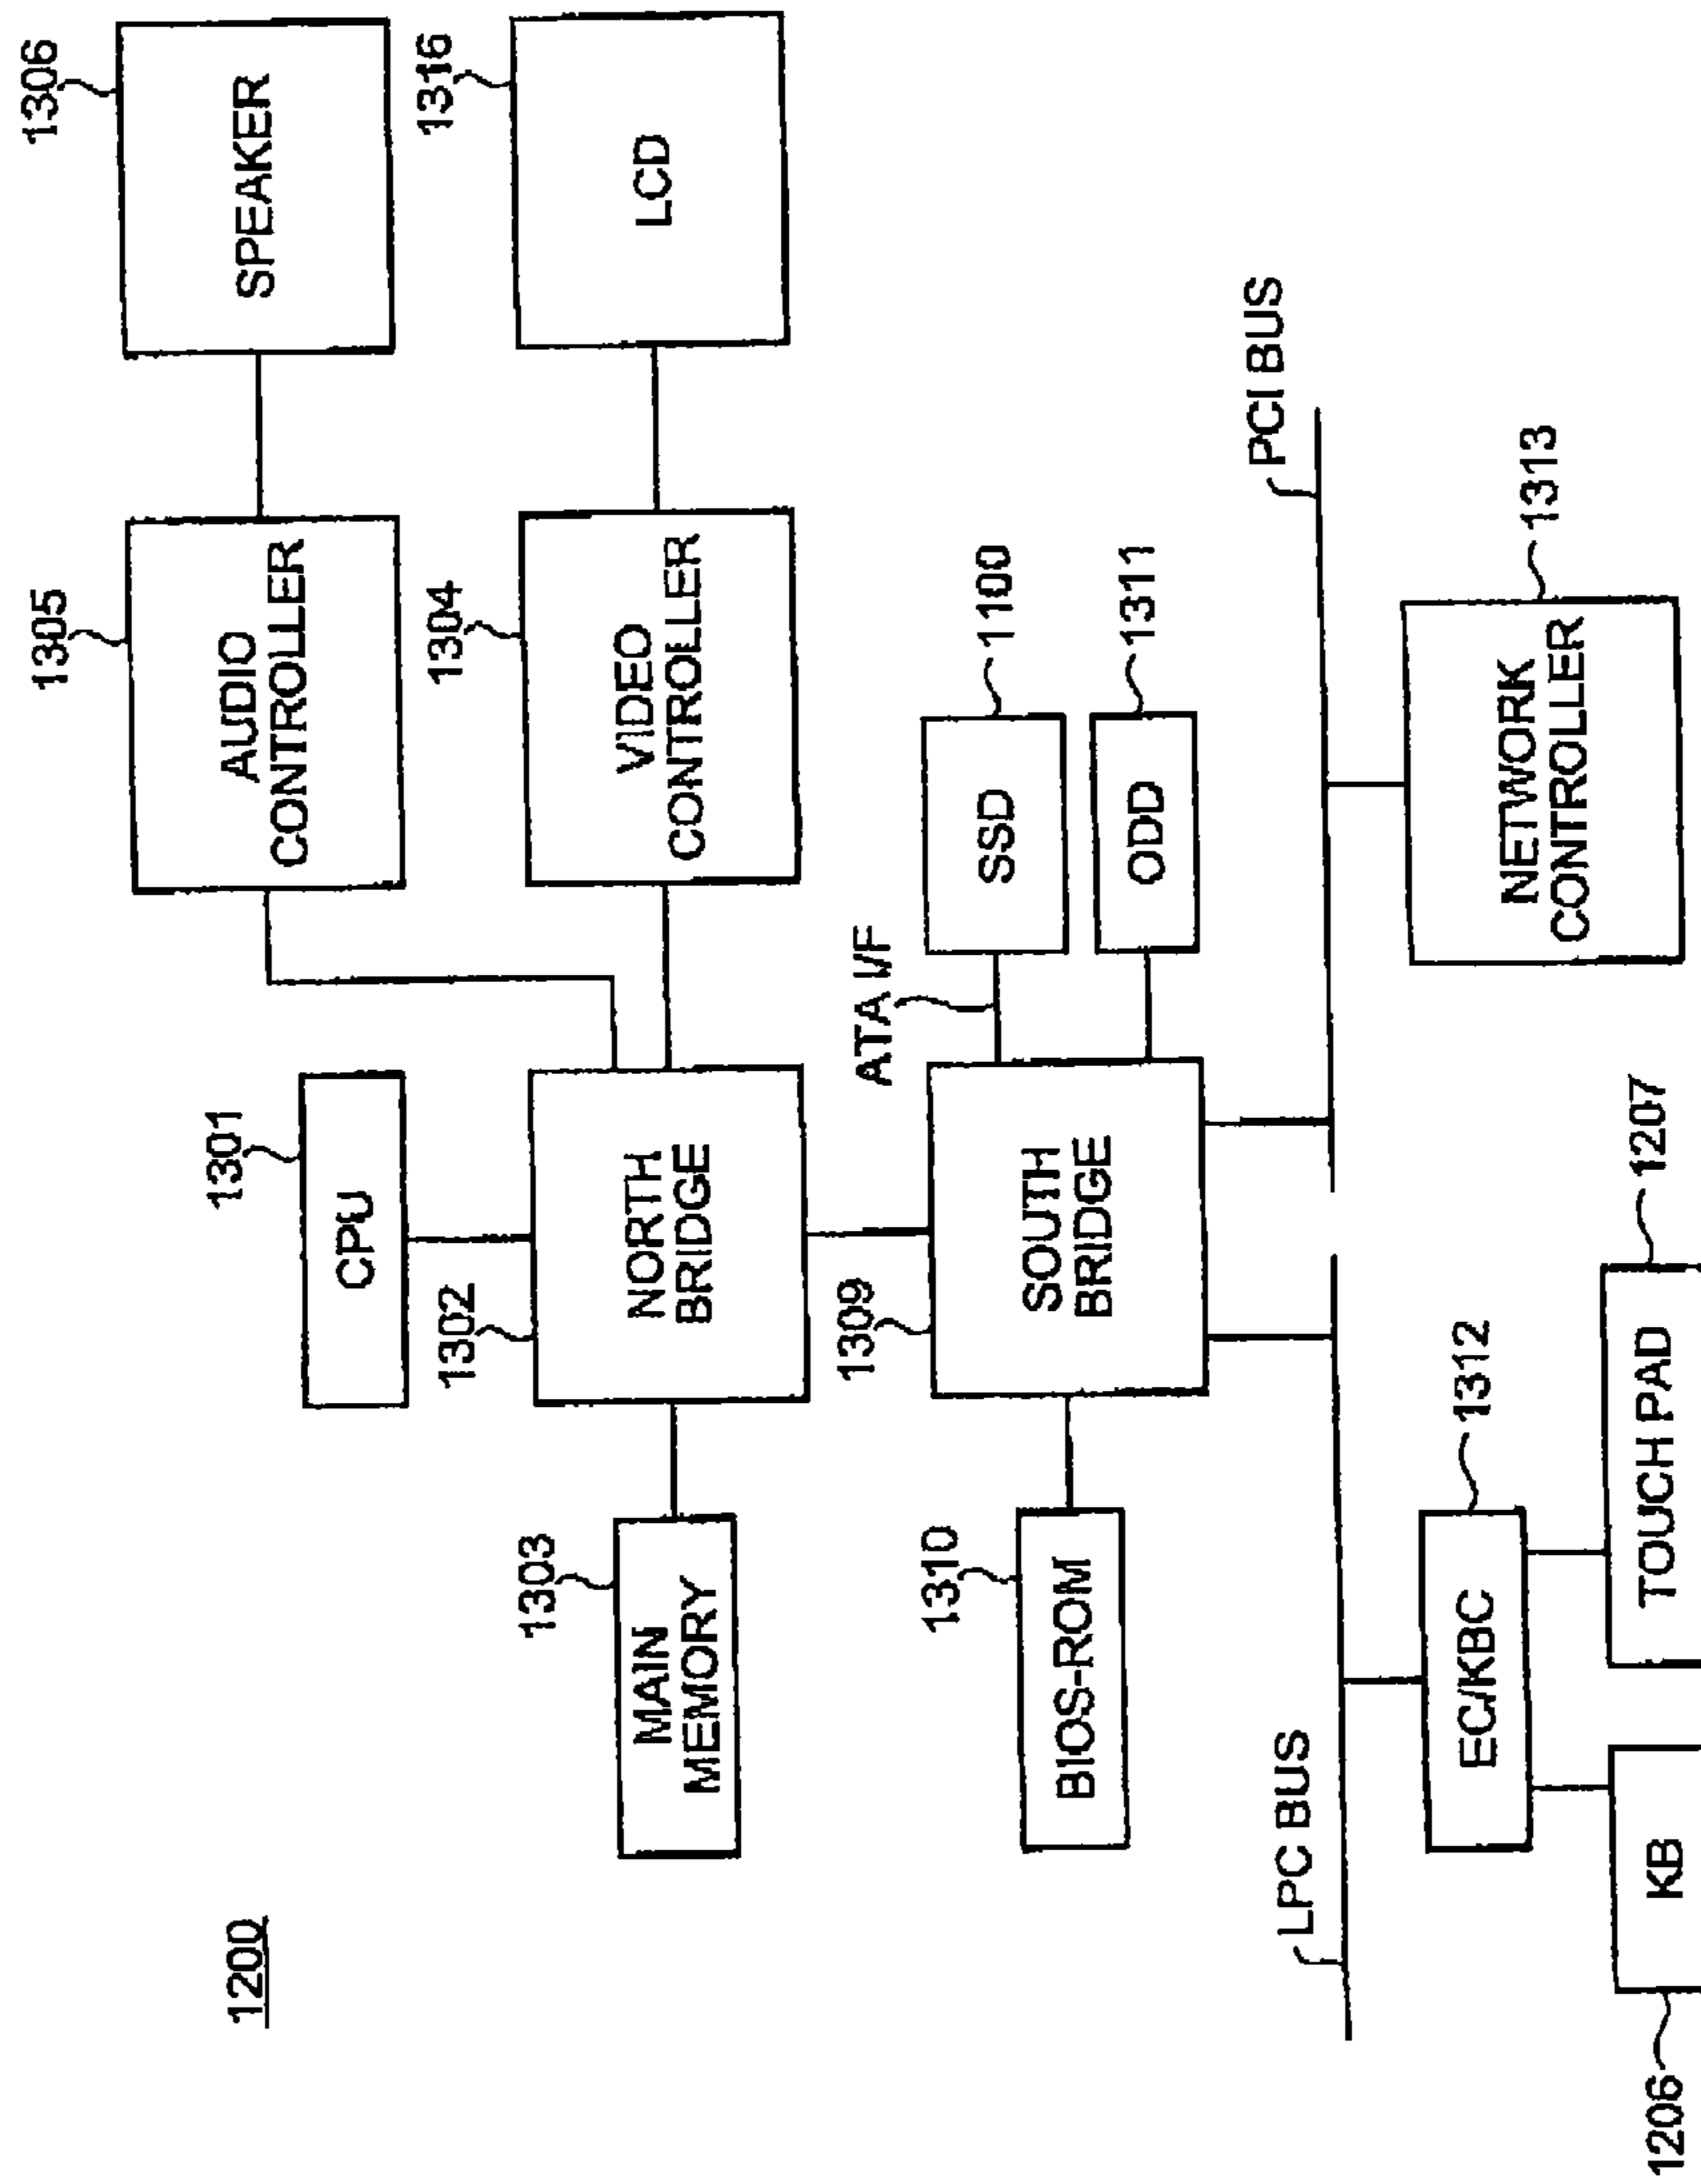 1200
1301
CPU
1305
AUDIO
CONTROLLER
1306
SPEAKER
1302
NORTH
BRIDGE
1304
VIDEO
CONTROLLER
1316
LCD
1303
MAIN
MEMORY
1309
SOUTH
BRIDGE
ATA I/F
SSD
1100
ODD
1311
1310
BIOS-ROM
LPC BUS
PCI BUS
EC/KBC
1312
NETWORK
CONTROLLER
1313
1206
KB
TOUCH PAD
1207